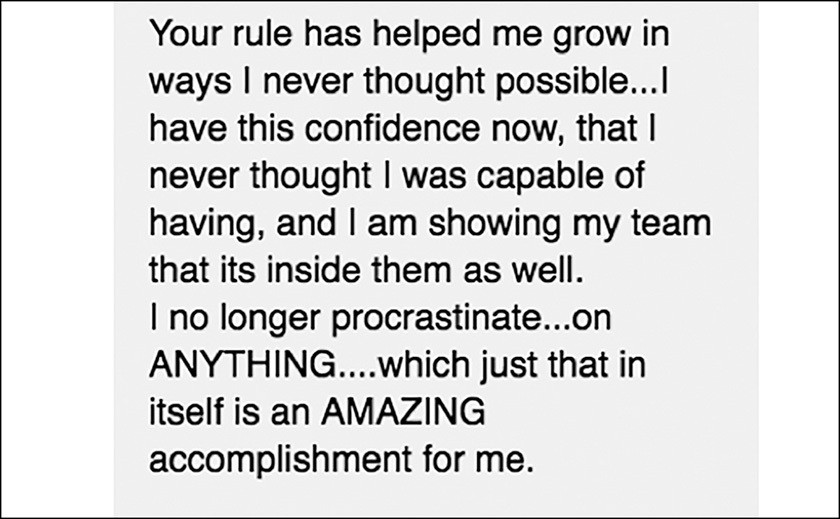 Your rule has helped me grow in
ways I never thought possible...I
have this confidence now, that I
never thought I was capable of
having, and I am showing my team
that its inside them as well.
I no longer procrastinate...on
ANYTHING....which just that in
itself is an AMAZING
accomplishment for me.